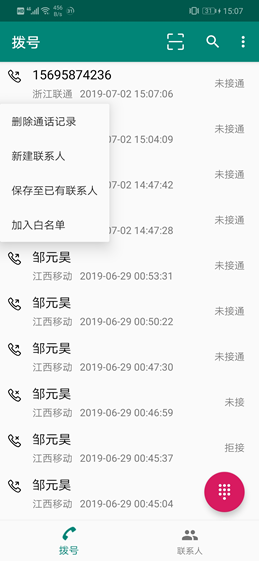 456 B/s 31 15:07
拨号
15695874236
浙江联通 2019-07-02 15:07:06 未接通
删除通话记录
07-02 15:04:09 未接通
新建联系人
07-02 14:47:42 未接通
保存至已有联系人
加入白名单
07-02 14:47:28 未接通
邹元昊
江西移动 2019-06-29 00:53:31 未接通
邹元昊
江西移动 2019-06-29 00:50:22 未接通
邹元昊
江西移动 2019-06-29 00:47:30 未接通
邹元昊
江西移动 2019-06-29 00:46:59 未接
邹元昊
江西移动 2019-06-29 00:45:37 拒接
邹元昊
江西移动 2019-06-29 00:45:04
拨号 联系人